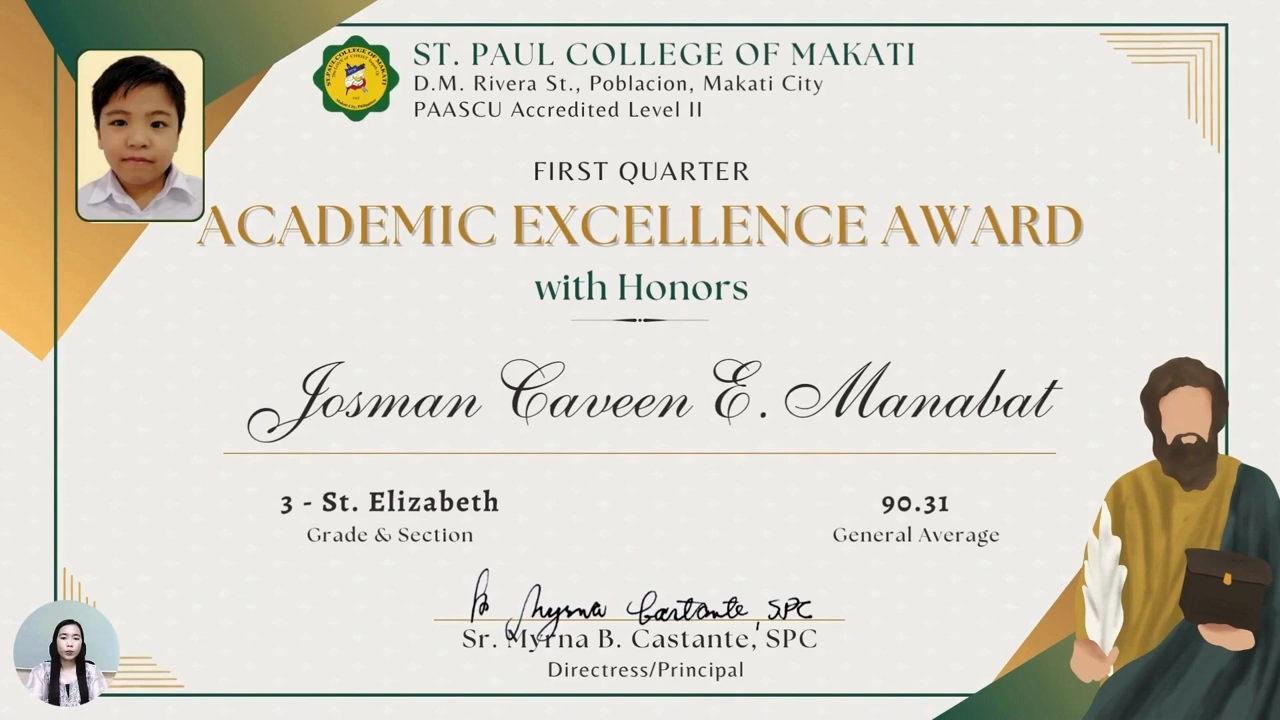 ST. PAUL COLLEGE OF MAKATI
D.M. Rivera St., Poblacion, Makati City
PAASCU Accredited Level II
FIRST QUARTER
ACADEMIC EXCELLENCE AWARD
with Honors
Josman Caveen E. Manabat
3 - St. Elizabeth
Grade & Section
90.31
General Average
Sr. Myrna B. Castante, SPC
Directress/Principal